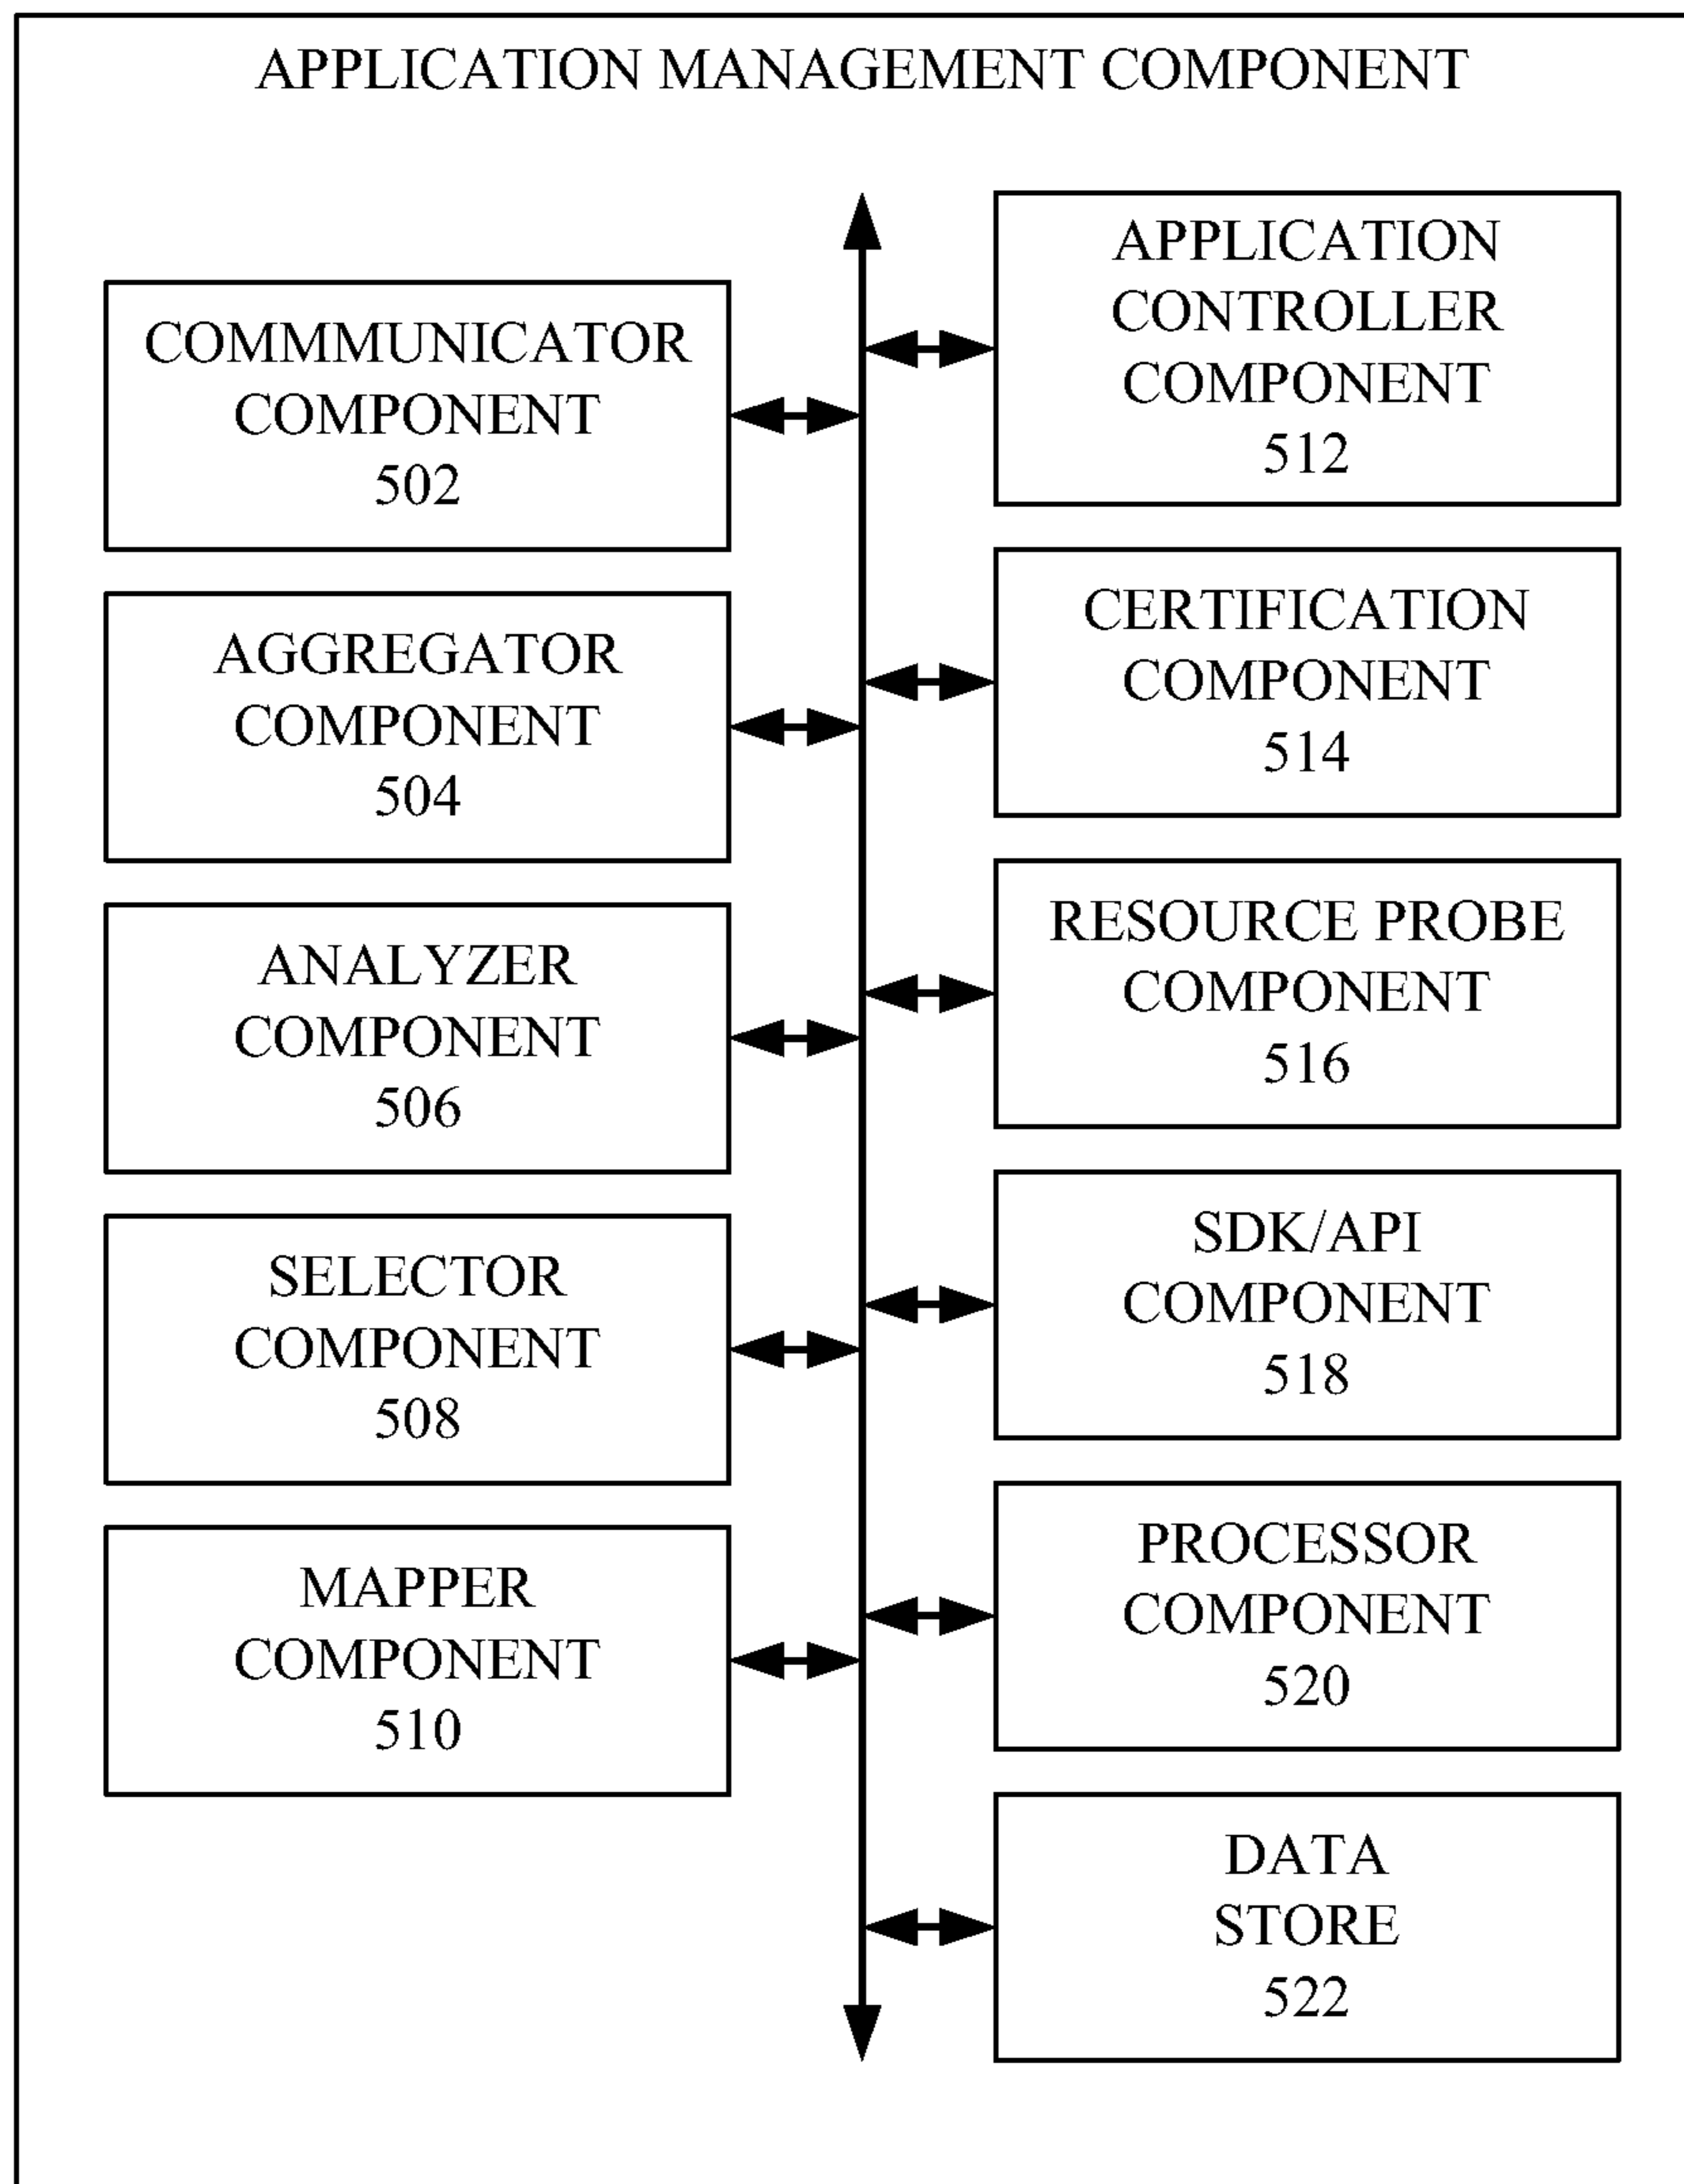 APPLICATION MANAGEMENT COMPONENT
COMMMUNICATOR
COMPONENT
502
AGGREGATOR
COMPONENT
504
ANALYZER
COMPONENT
506
SELECTOR
COMPONENT
508
MAPPER
COMPONENT
510
APPLICATION
CONTROLLER
COMPONENT
512
CERTIFICATION
COMPONENT
514
RESOURCE PROBE
COMPONENT
516
SDK/API
COMPONENT
518
PROCESSOR
COMPONENT
520
DATA
STORE
522